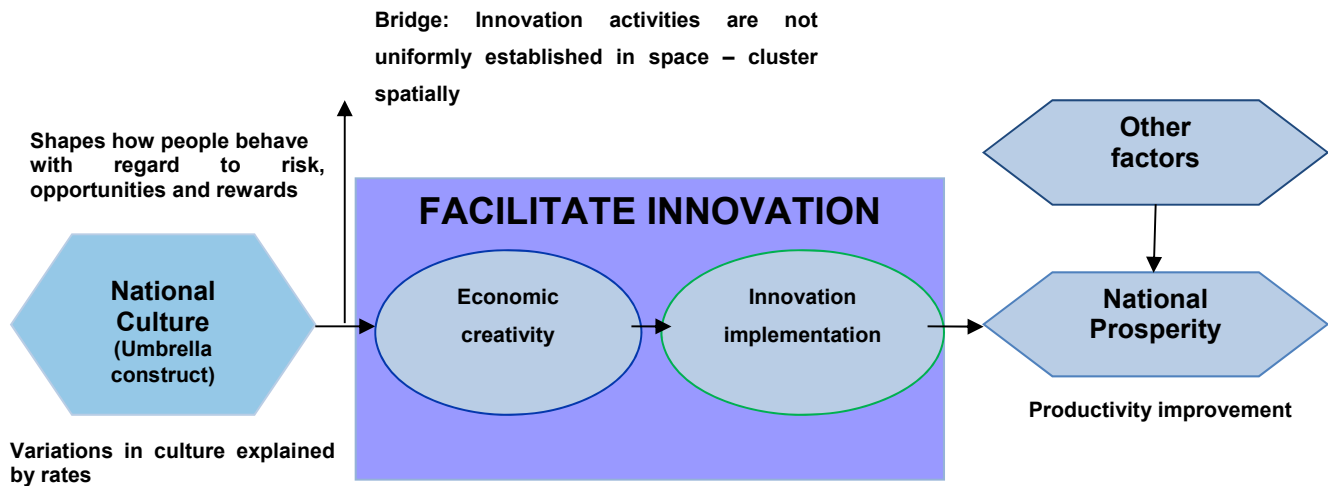 Bridge: Innovation activities are not
uniformly established in space – cluster
spatially
Shapes how people behave
with regard to risk,
opportunities and rewards
Other
factors
FACILITATE INNOVATION
National
Culture
(Umbrella
construct)
Economic
creativity
Innovation
implementation
National
Prosperity
Productivity improvement
Variations in culture explained
by rates